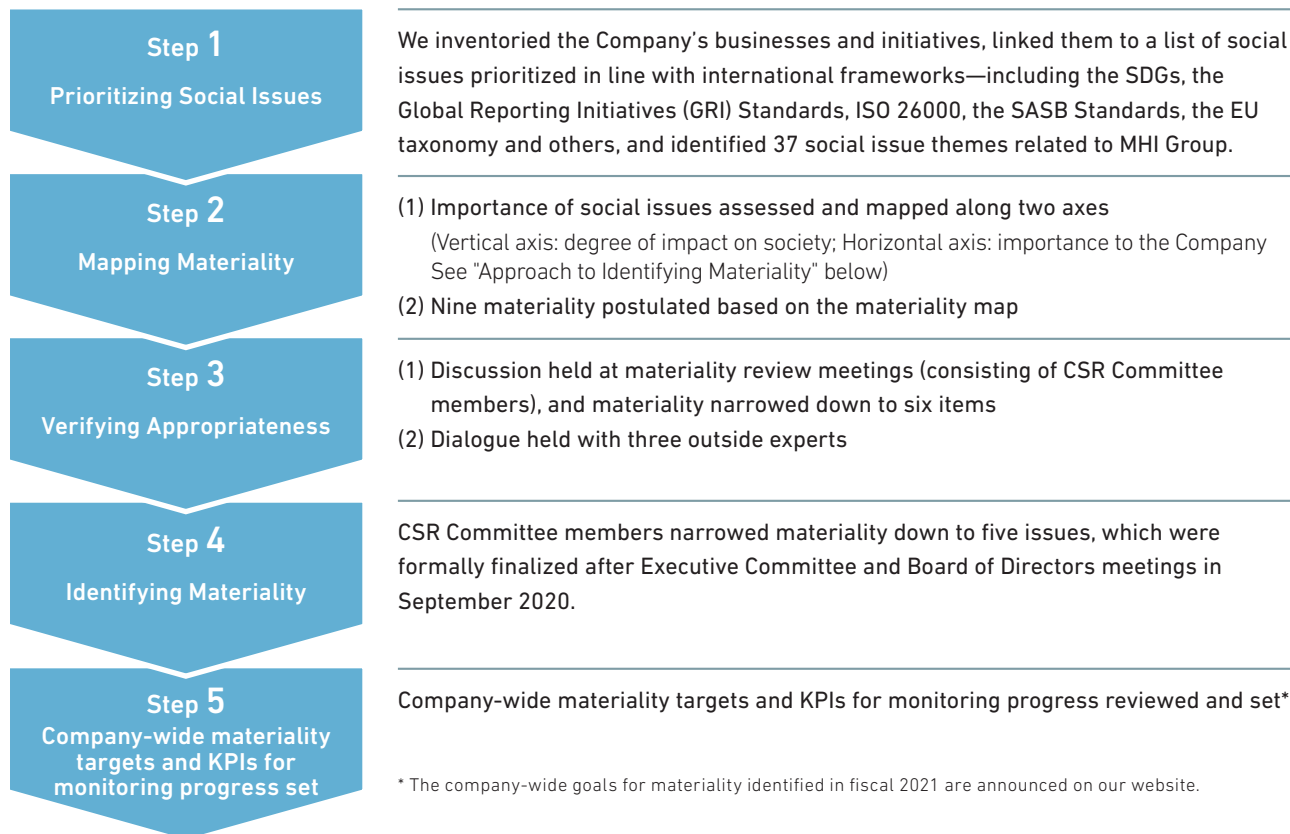 Step 1
Prioritizing Social Issues
We inventoried the Company's businesses and initiatives, linked them to a list of social
issues prioritized in line with international frameworks—including the SDGs, the
Global Reporting Initiatives (GRI) Standards, ISO 26000, the SASB Standards, the EU
taxonomy and others, and identified 37 social issue themes related to MHI Group.
Step 2
Mapping Materiality
(1) Importance of social issues assessed and mapped along two axes
(Vertical axis: degree of impact on society; Horizontal axis: importance to the Company
See "Approach to Identifying Materiality" below)
(2) Nine materiality postulated based on the materiality map
Step 3
Verifying Appropriateness
(1) Discussion held at materiality review meetings (consisting of CSR Committee
members), and materiality narrowed down to six items
(2) Dialogue held with three outside experts
Step 4
Identifying Materiality
CSR Committee members narrowed materiality down to five issues, which were
formally finalized after Executive Committee and Board of Directors meetings in
September 2020.
Step 5
Company-wide materiality
targets and KPIs for
monitoring progress set
Company-wide materiality targets and KPIs for monitoring progress reviewed and set*
* The company-wide goals for materiality identified in fiscal 2021 are announced on our website.